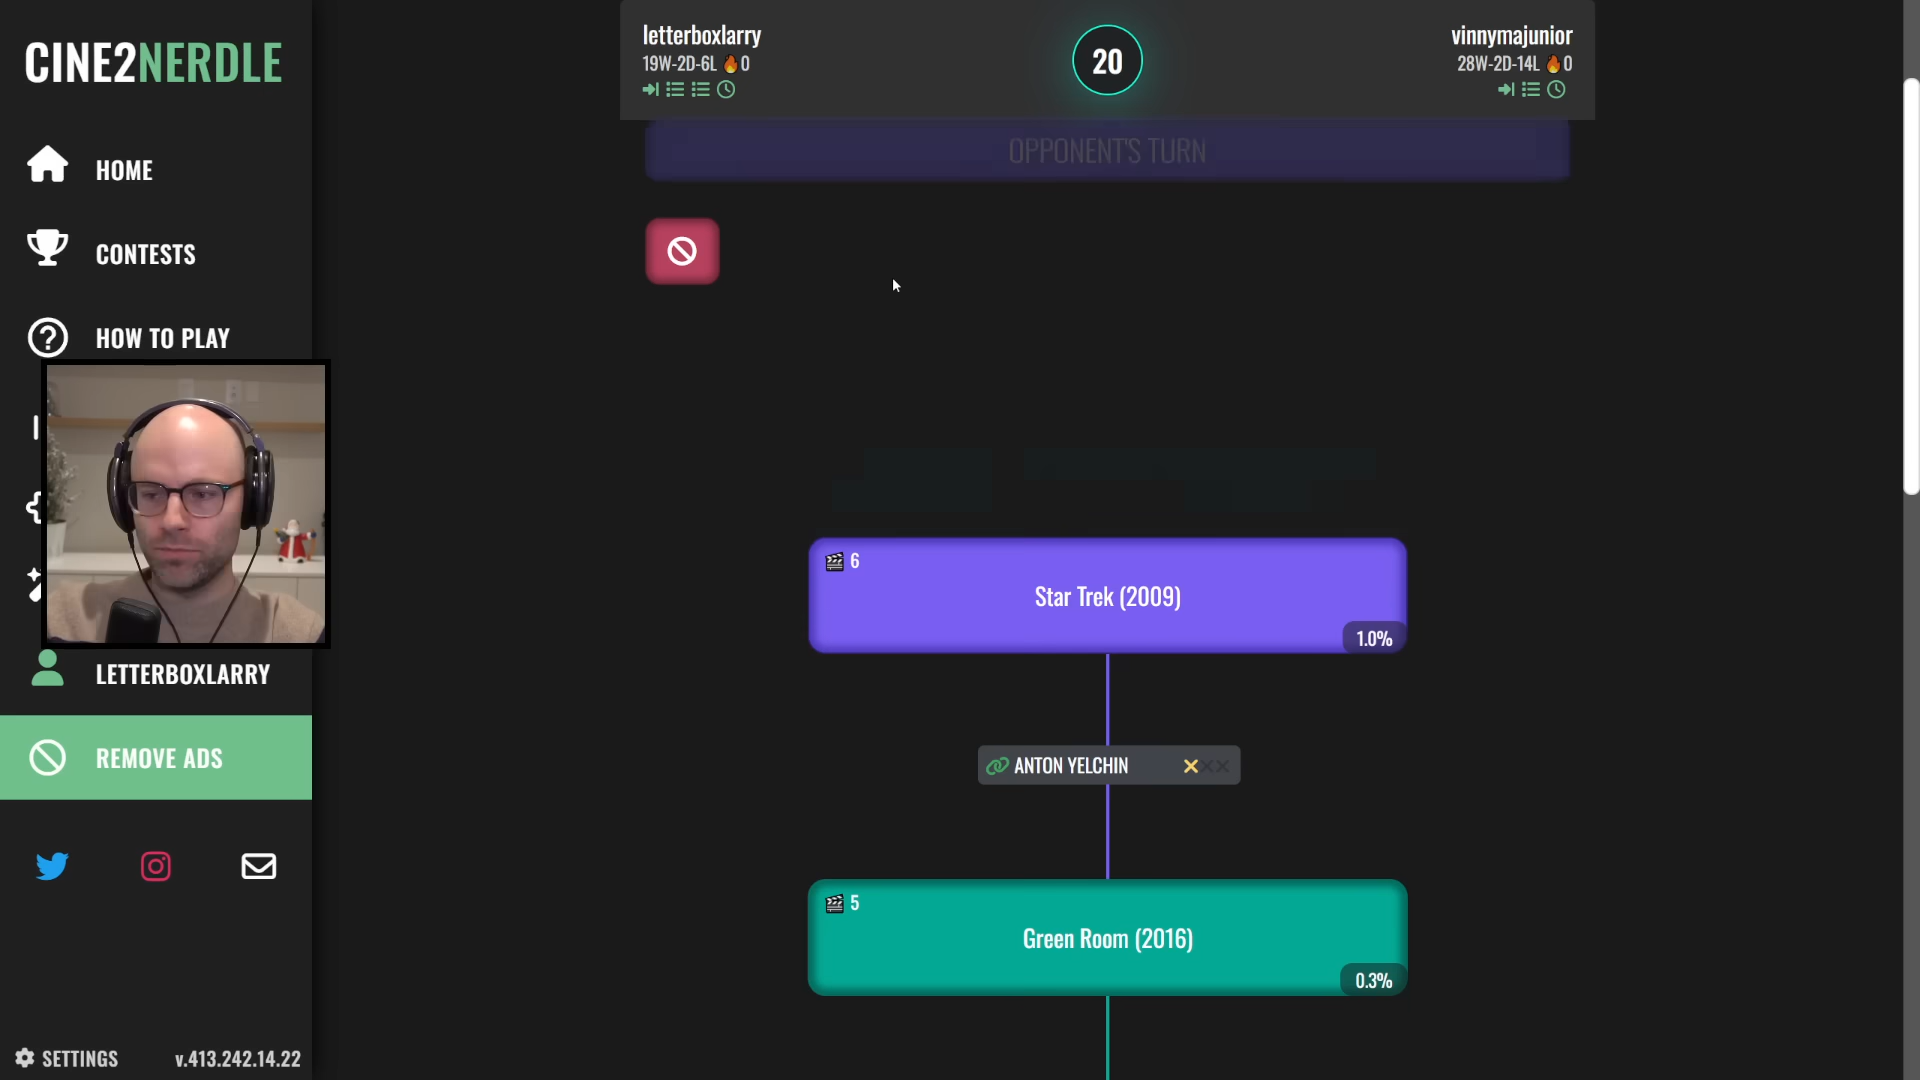 CINE2NERDLE
HOME
CONTESTS
HOW TO PLAY
LETTERBOXLARRY
REMOVE ADS
SETTINGS
v.413.242.14.22
letterboxlarry
19W-2D-6L 🔥0
20
vinnymajunior
28W-2D-14L 🔥0
OPPONENT'S TURN
6
Star Trek (2009)
1.0%
ANTON YELCHIN
5
Green Room (2016)
0.3%